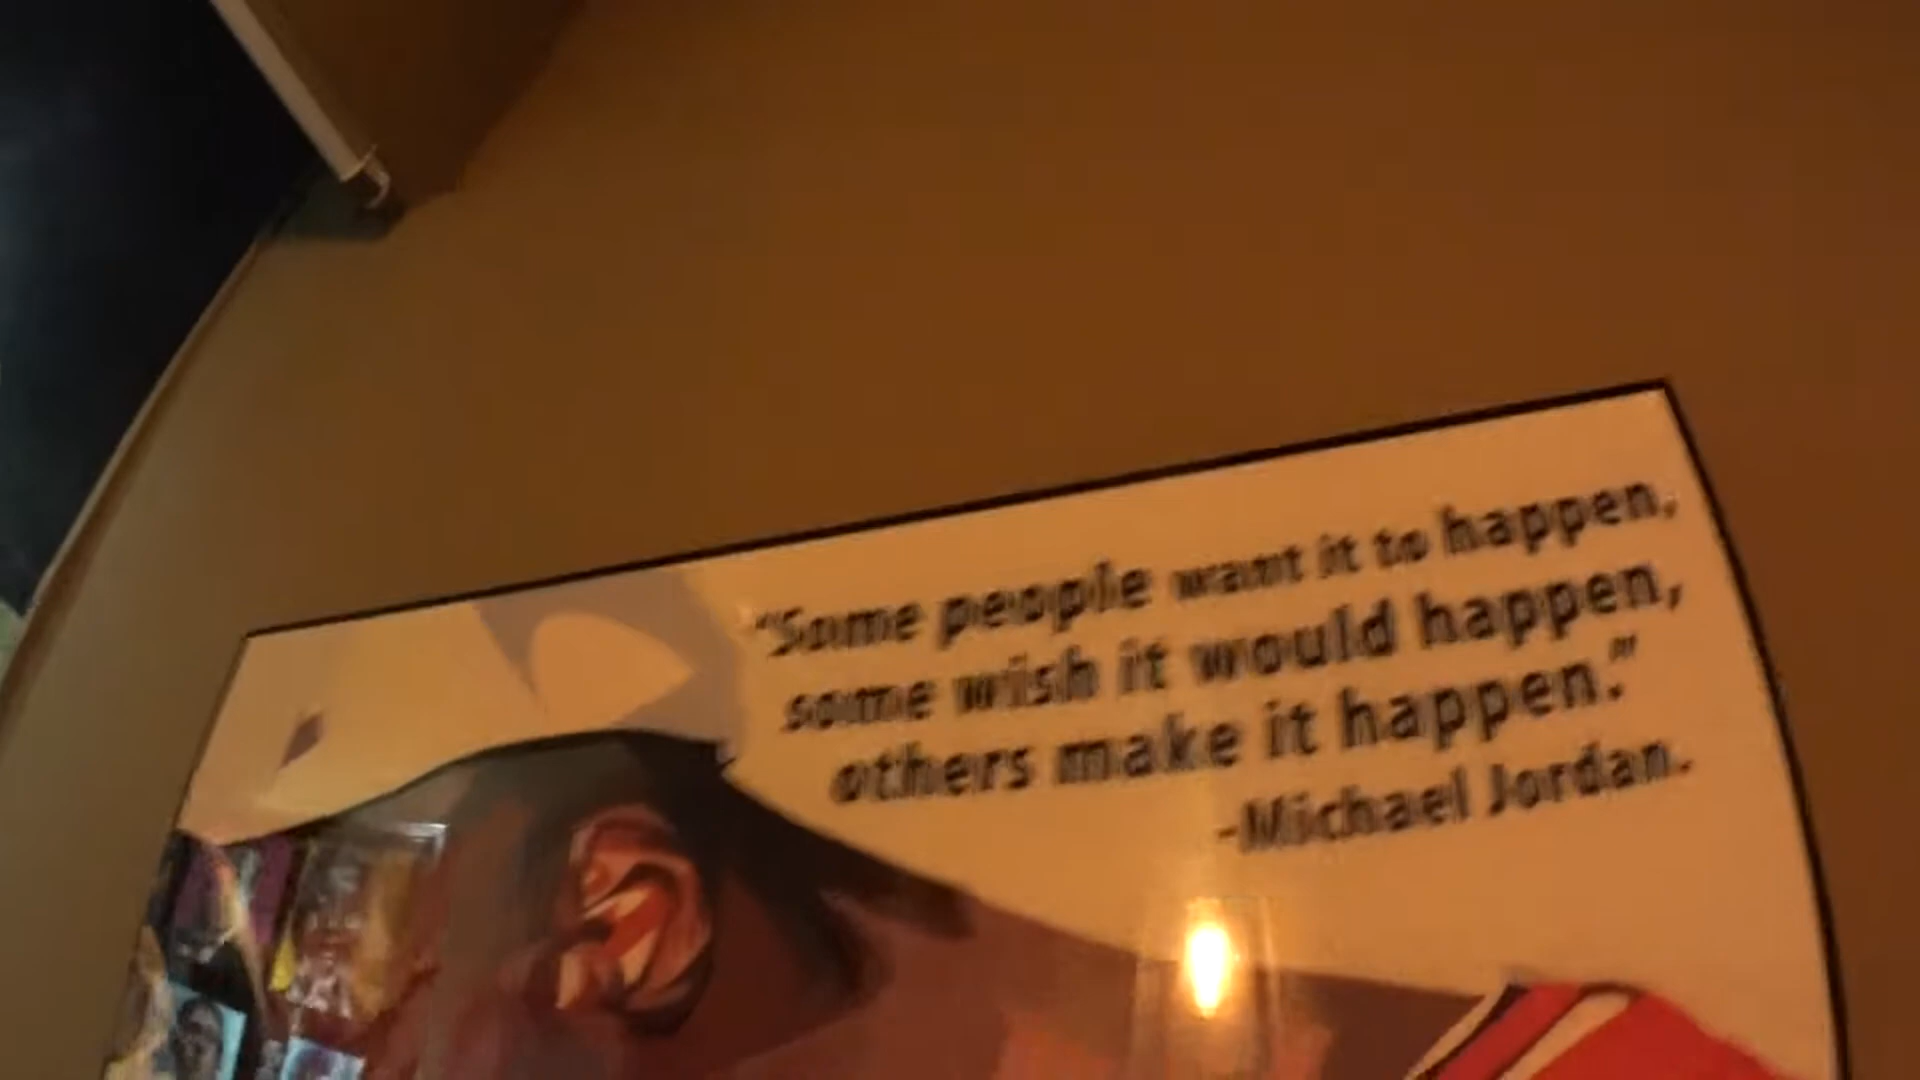 “Some people want it to happen,
some wish it would happen,
others make it happen.”
-Michael Jordan.